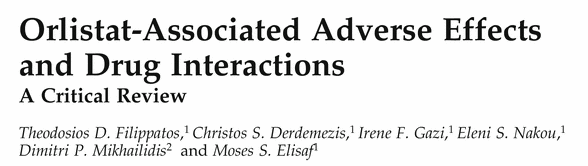 Orlistat-Associated Adverse Effects
and Drug Interactions
A Critical Review
Theodosios D. Filippatos,¹ Christos S. Derdemezis,¹ Irene F. Gazi,¹ Eleni S. Nakou,¹
Dimitri P. Mikhailidis² and Moses S. Elisaf¹